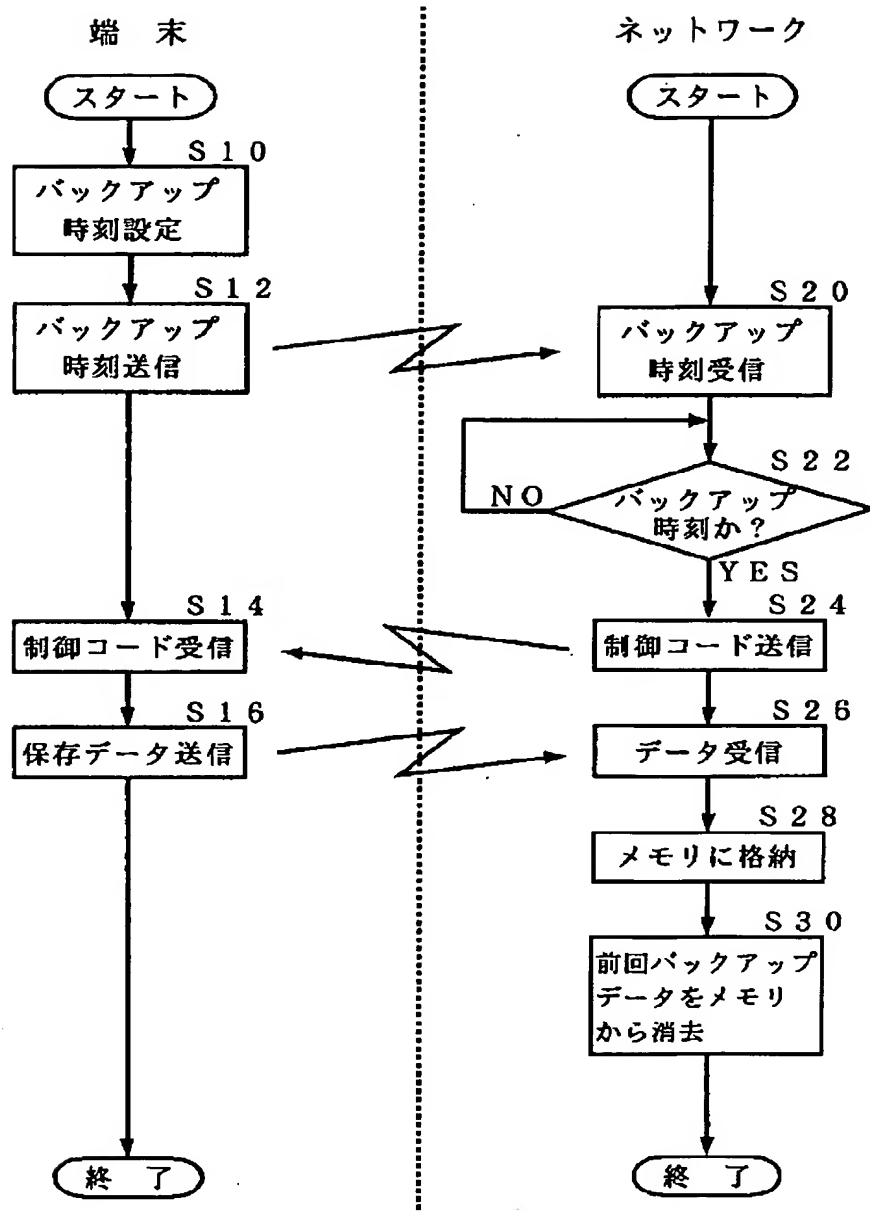 端 末
スタート
S10
バックアップ
時刻設定
S12
バックアップ
時刻送信
S14
制御コード受信
S16
保存データ送信
終 了
ネットワーク
スタート
S20
バックアップ
時刻受信
S22
バックアップ
時刻か?
NO
YES
S24
制御コード送信
S26
データ受信
S28
メモリに格納
S30
前回バックアップ
データをメモリ
から消去
終 了